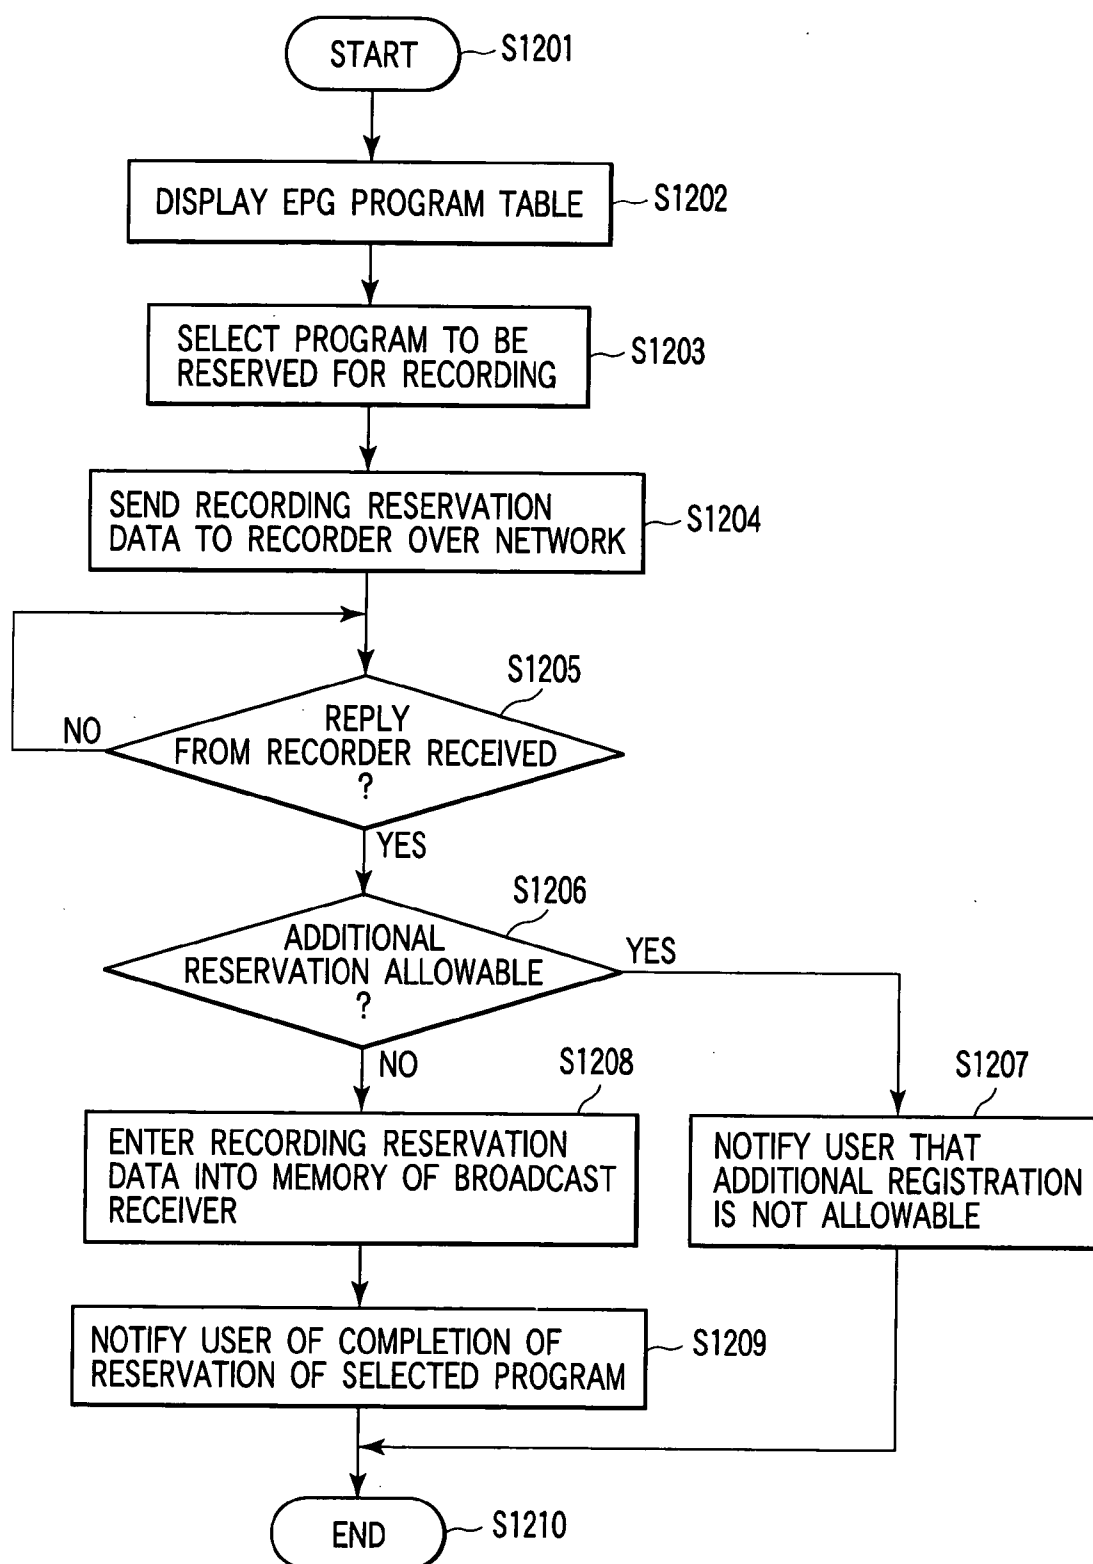 START
S1201
DISPLAY EPG PROGRAM TABLE
S1202
SELECT PROGRAM TO BE
RESERVED FOR RECORDING
S1203
SEND RECORDING RESERVATION
DATA TO RECORDER OVER NETWORK
S1204
S1205
REPLY
FROM RECORDER RECEIVED
?
NO
YES
S1206
ADDITIONAL
RESERVATION ALLOWABLE
?
YES
NO
S1208
S1207
ENTER RECORDING RESERVATION
DATA INTO MEMORY OF BROADCAST
RECEIVER
NOTIFY USER THAT
ADDITIONAL REGISTRATION
IS NOT ALLOWABLE
NOTIFY USER OF COMPLETION OF
RESERVATION OF SELECTED PROGRAM
S1209
END
S1210